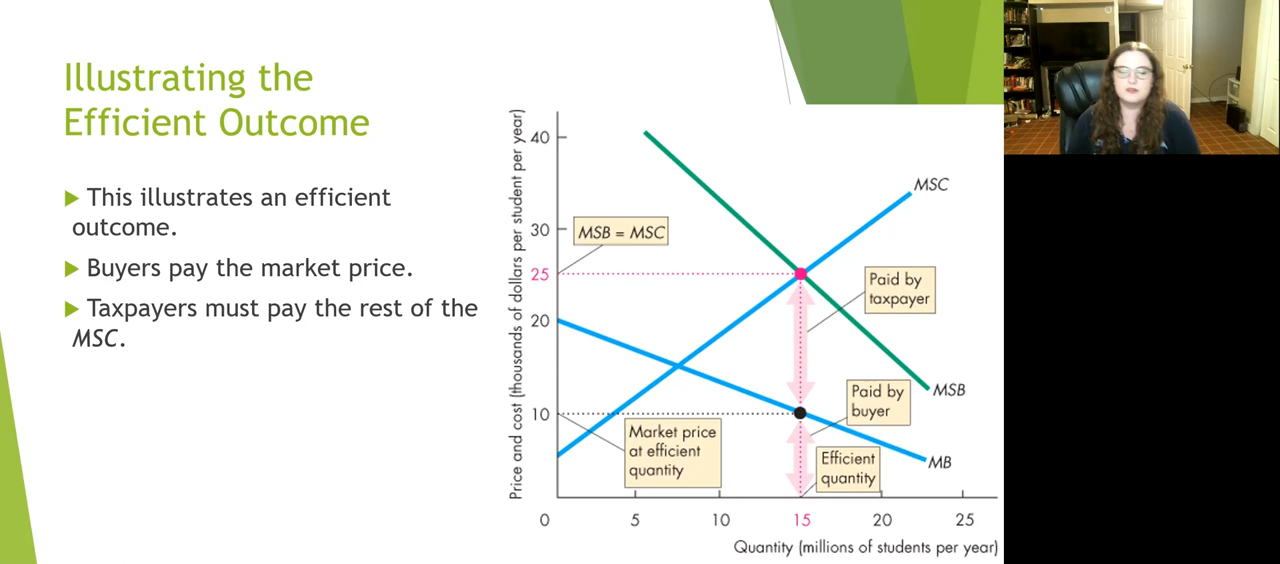 Illustrating the
Efficient Outcome
This illustrates an efficient
outcome.
Buyers pay the market price.
Taxpayers must pay the rest of the
MSC.
Price and cost (thousands of dollars per student per year)
40
30
25
20
10
0
MSB = MSC
MSC
Paid by
taxpayer
MSB
Paid by
buyer
Market price
at efficient
quantity
Efficient
quantity
MB
5
10
15
20
25
Quantity (millions of students per year)